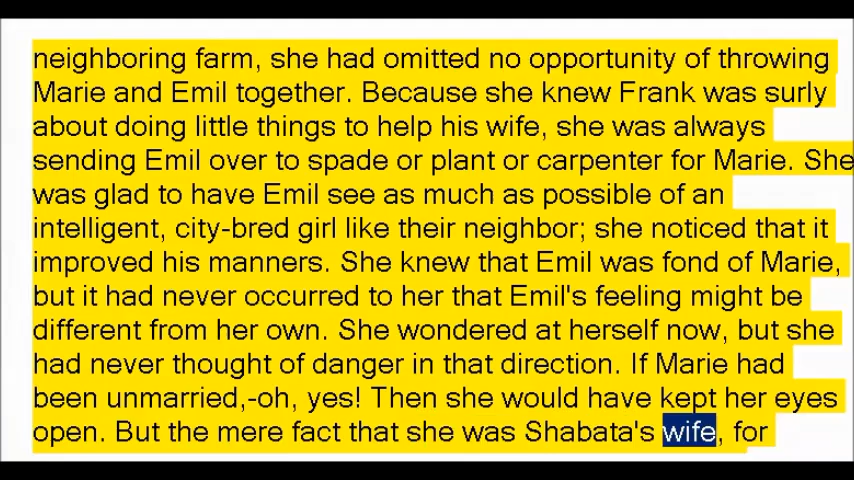 neighboring farm, she had omitted no opportunity of throwing
Marie and Emil together. Because she knew Frank was surly
about doing little things to help his wife, she was always
sending Emil over to spade or plant or carpenter for Marie. She
was glad to have Emil see as much as possible of an
intelligent, city-bred girl like their neighbor; she noticed that it
improved his manners. She knew that Emil was fond of Marie,
but it had never occurred to her that Emil's feeling might be
different from her own. She wondered at herself now, but she
had never thought of danger in that direction. If Marie had
been unmarried,-oh, yes! Then she would have kept her eyes
open. But the mere fact that she was Shabata's wife, for